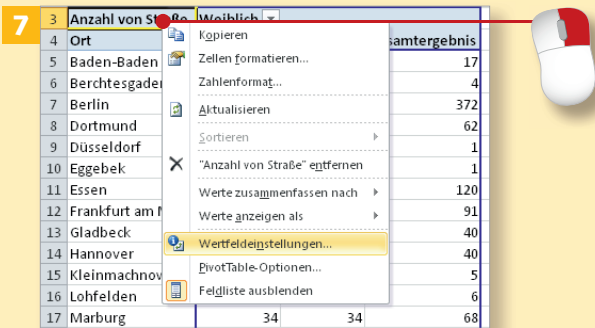 7
3 Anzahl von Straße Weiblich
4 Ort
5 Baden-Baden 17
6 4
7 Berlin 372
8 Dortmund 62
9 Düsseldorf 1
10 Eggebek 1
11 Essen 120
12 Frankfurt am 91
13 Gladbeck 40
14 Hannover 40
15 5
16 Lohfelden 6
17 Marburg 34 34 68
Kopieren
Zellen formatieren...
Zahlenformat...
Aktualisieren
Sortieren
"Anzahl von Straße" entfernen
Werte zusammenfassen nach
Werte anzeigen als
Wertfeldeinstellungen...
PivotTable-Optionen...
Feldliste ausblenden